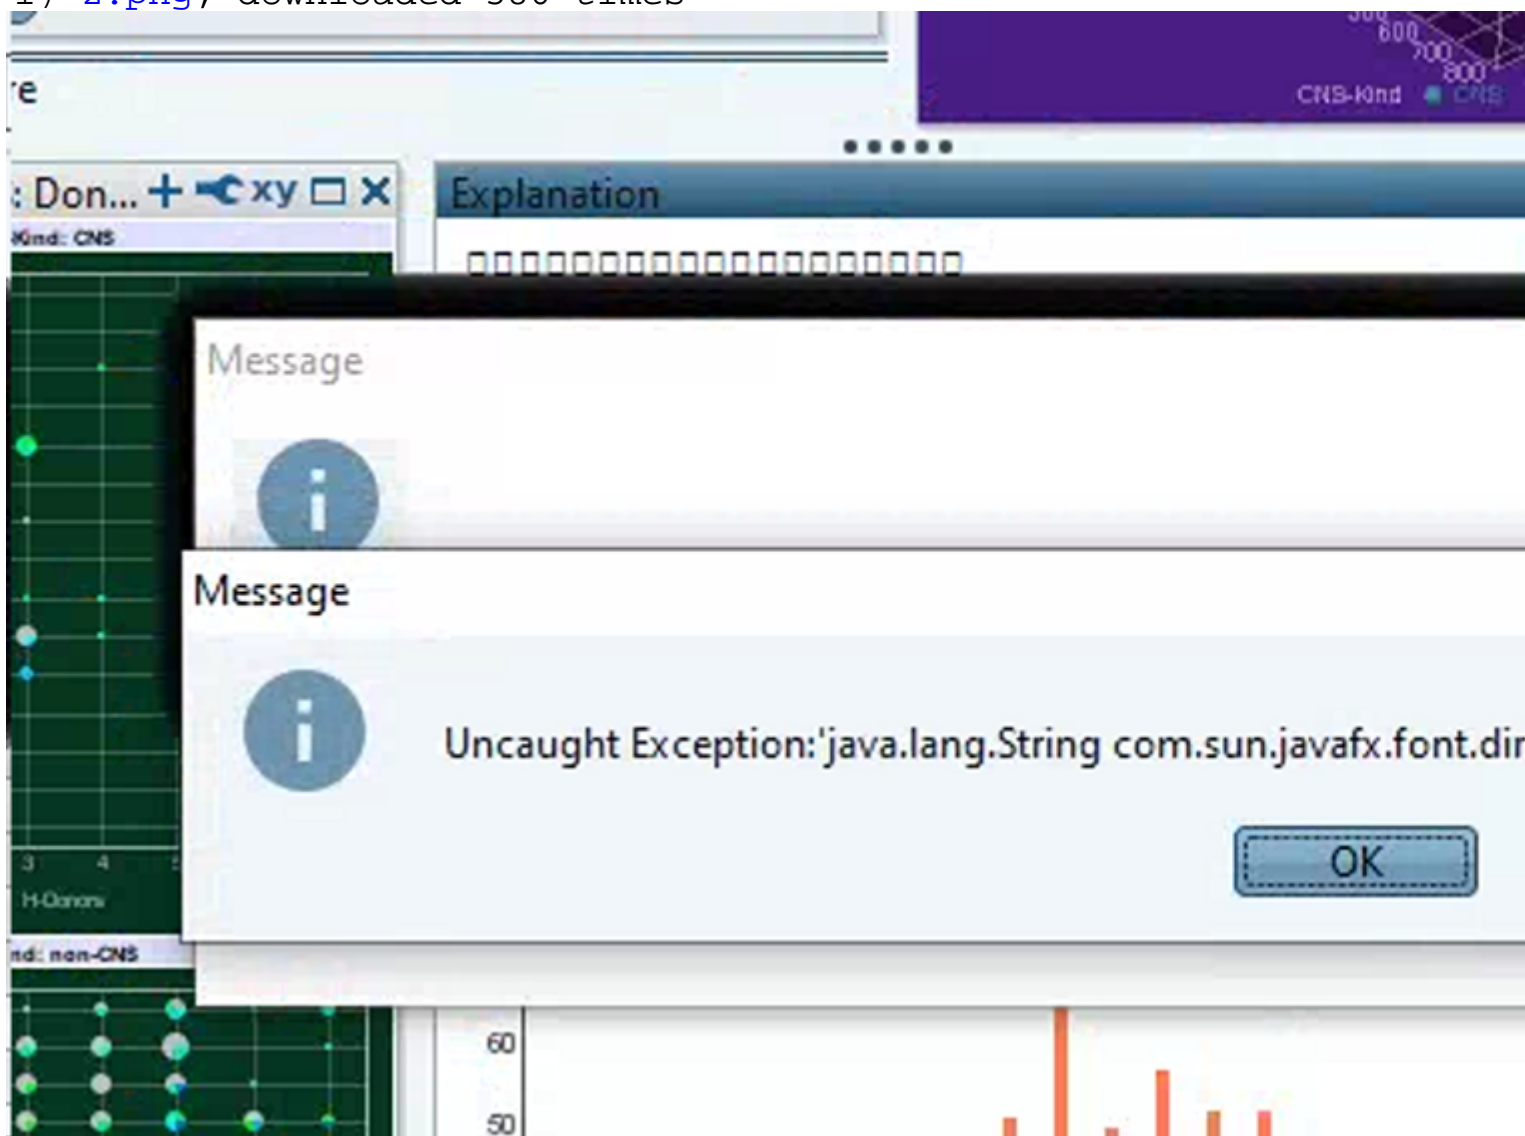 600
700
800
CNS-Kind CNS
re
: Don... xy
Explanation
Kind: CNS
Message
Message
Uncaught Exception:'java.lang.String com.sun.javafx.font.dir
OK
3 4
H-Donors
nd: non-CNS
60
50